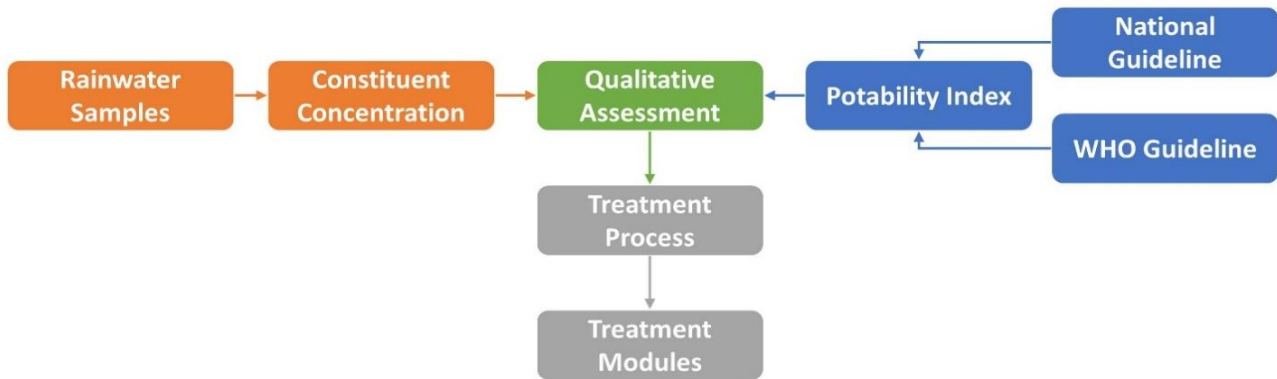 National
Guideline
Rainwater
Samples
Constituent
Concentration
Qualitative
Assessment
Potability Index
WHO Guideline
Treatment
Process
Treatment
Modules